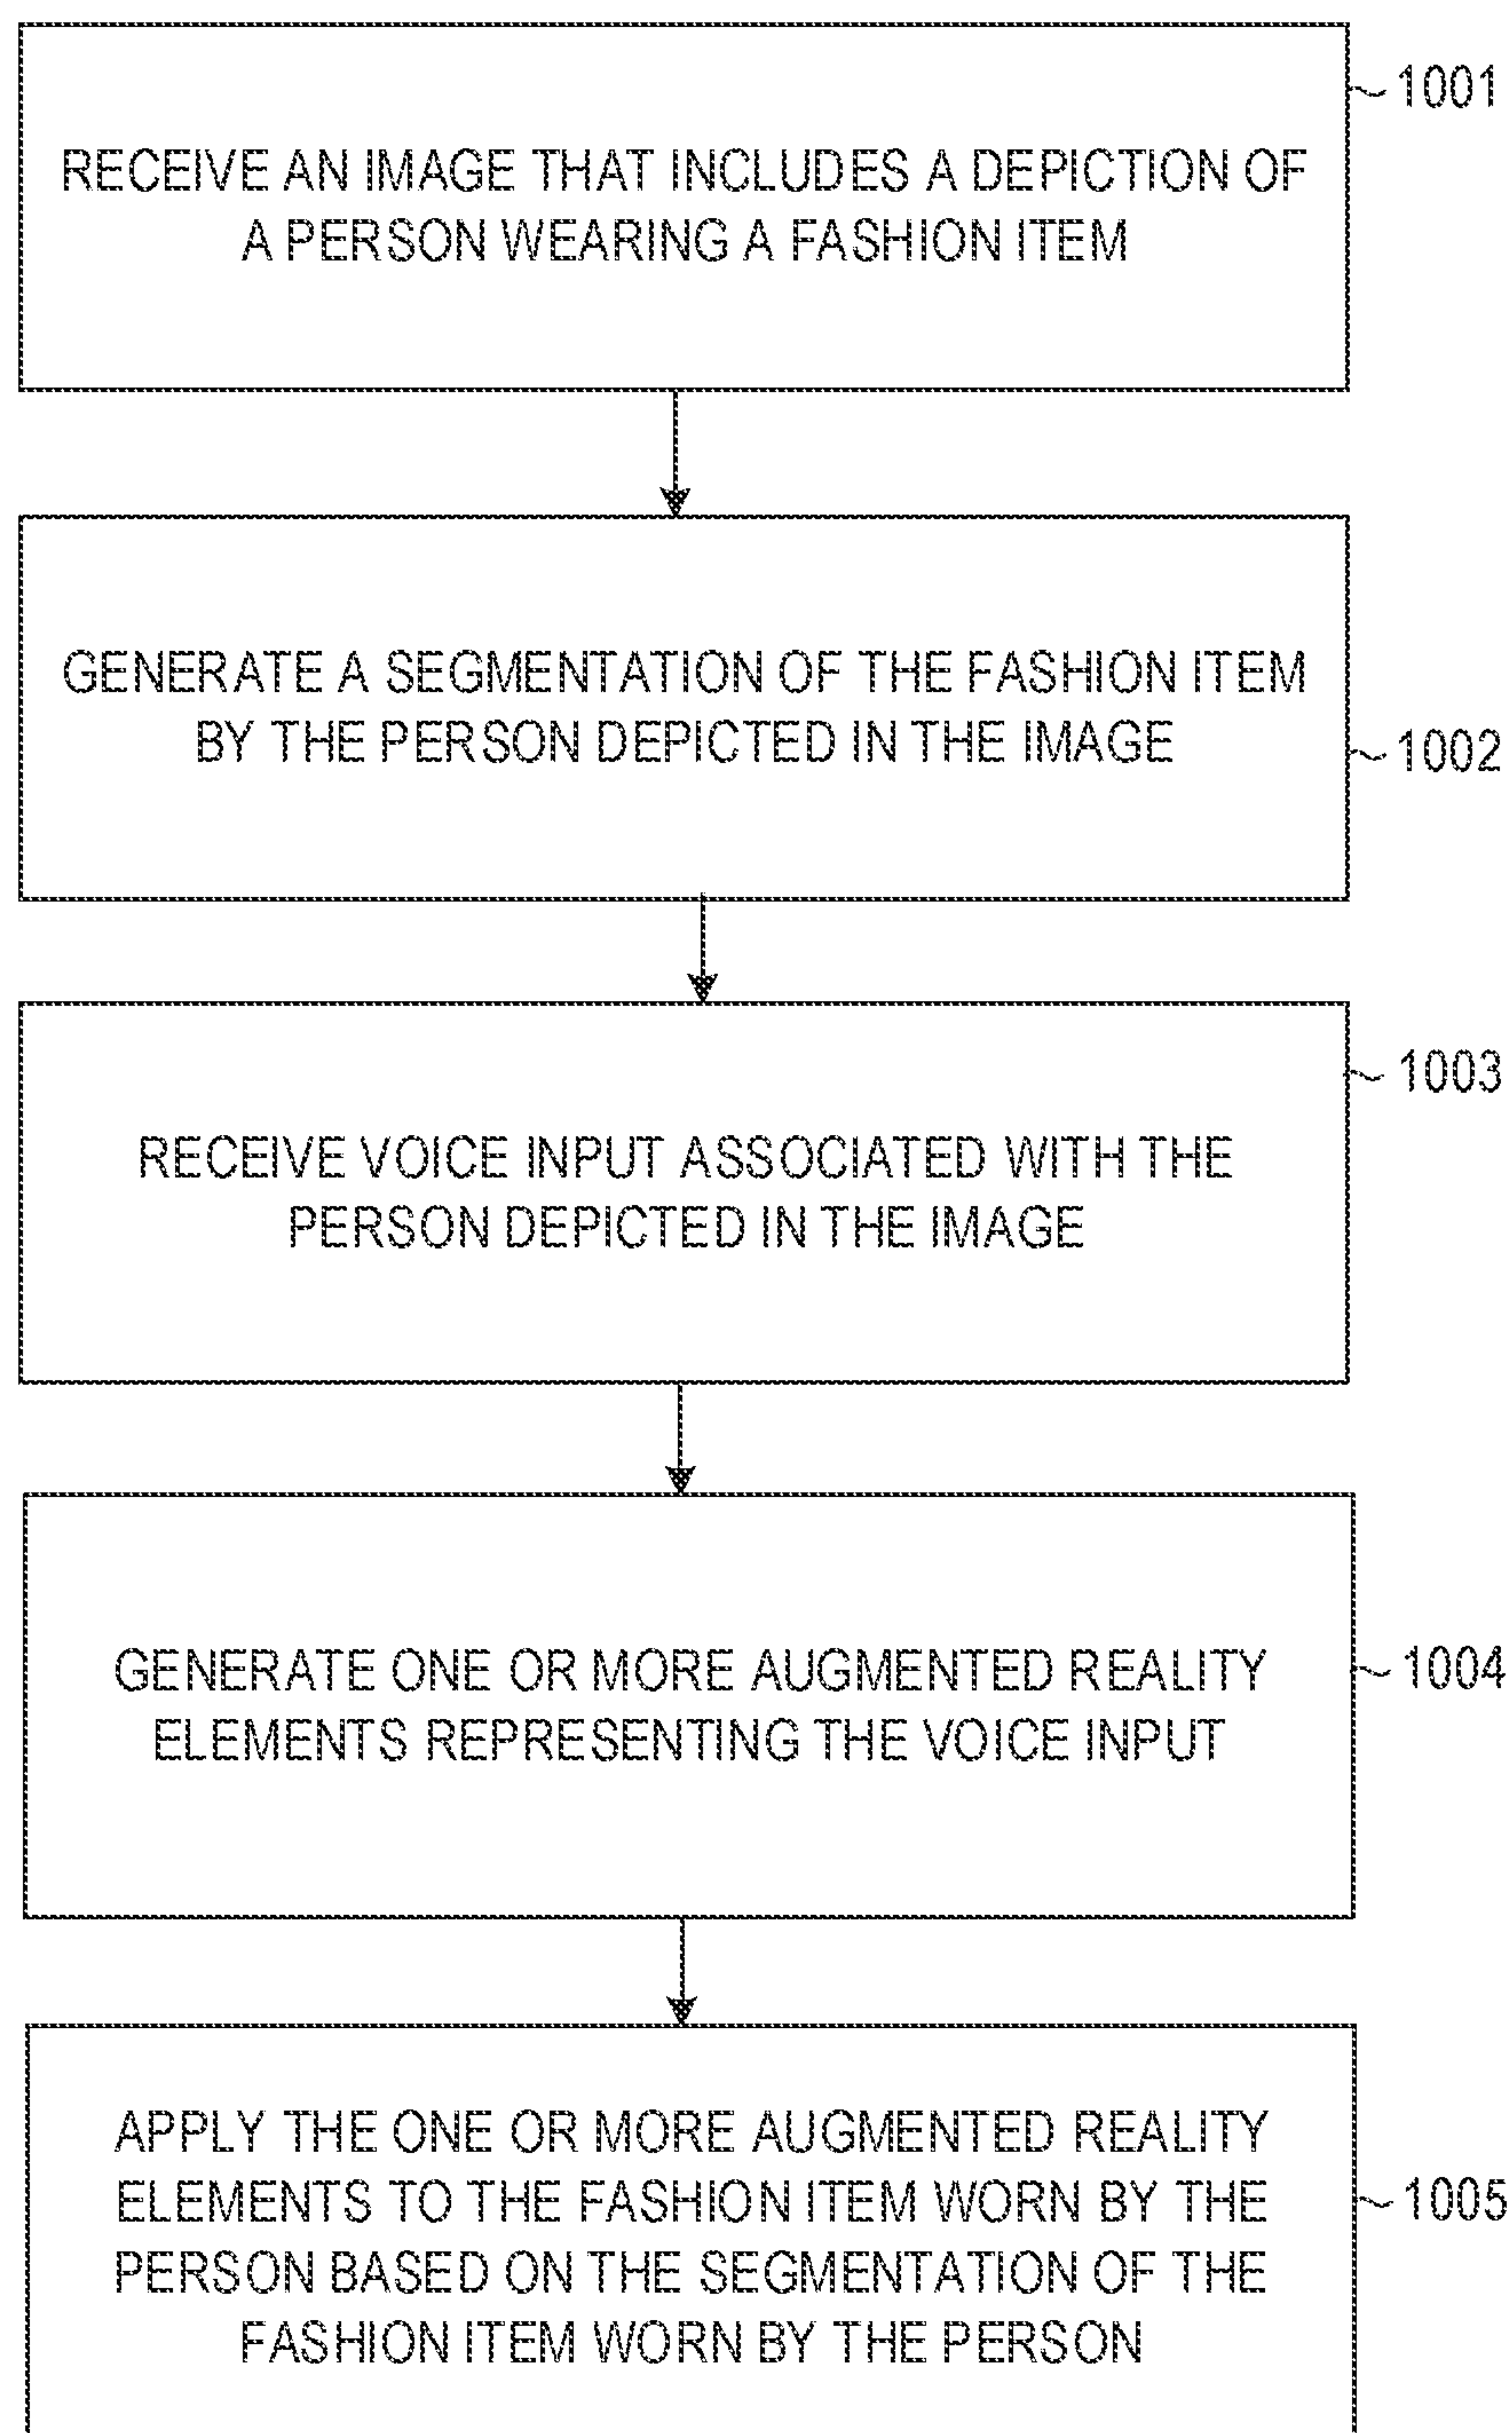 1001
RECEIVE AN IMAGE THAT INCLUDES A DEPICTION OF
A PERSON WEARING A FASHION ITEM
GENERATE A SEGMENTATION OF THE FASHION ITEM
BY THE PERSON DEPICTED IN THE IMAGE
1002
1003
RECEIVE VOICE INPUT ASSOCIATED WITH THE
PERSON DEPICTED IN THE IMAGE
GENERATE ONE OR MORE AUGMENTED REALITY
ELEMENTS REPRESENTING THE VOICE INPUT
1004
APPLY THE ONE OR MORE AUGMENTED REALITY
ELEMENTS TO THE FASHION ITEM WORN BY THE
PERSON BASED ON THE SEGMENTATION OF THE
FASHION ITEM WORN BY THE PERSON
1005